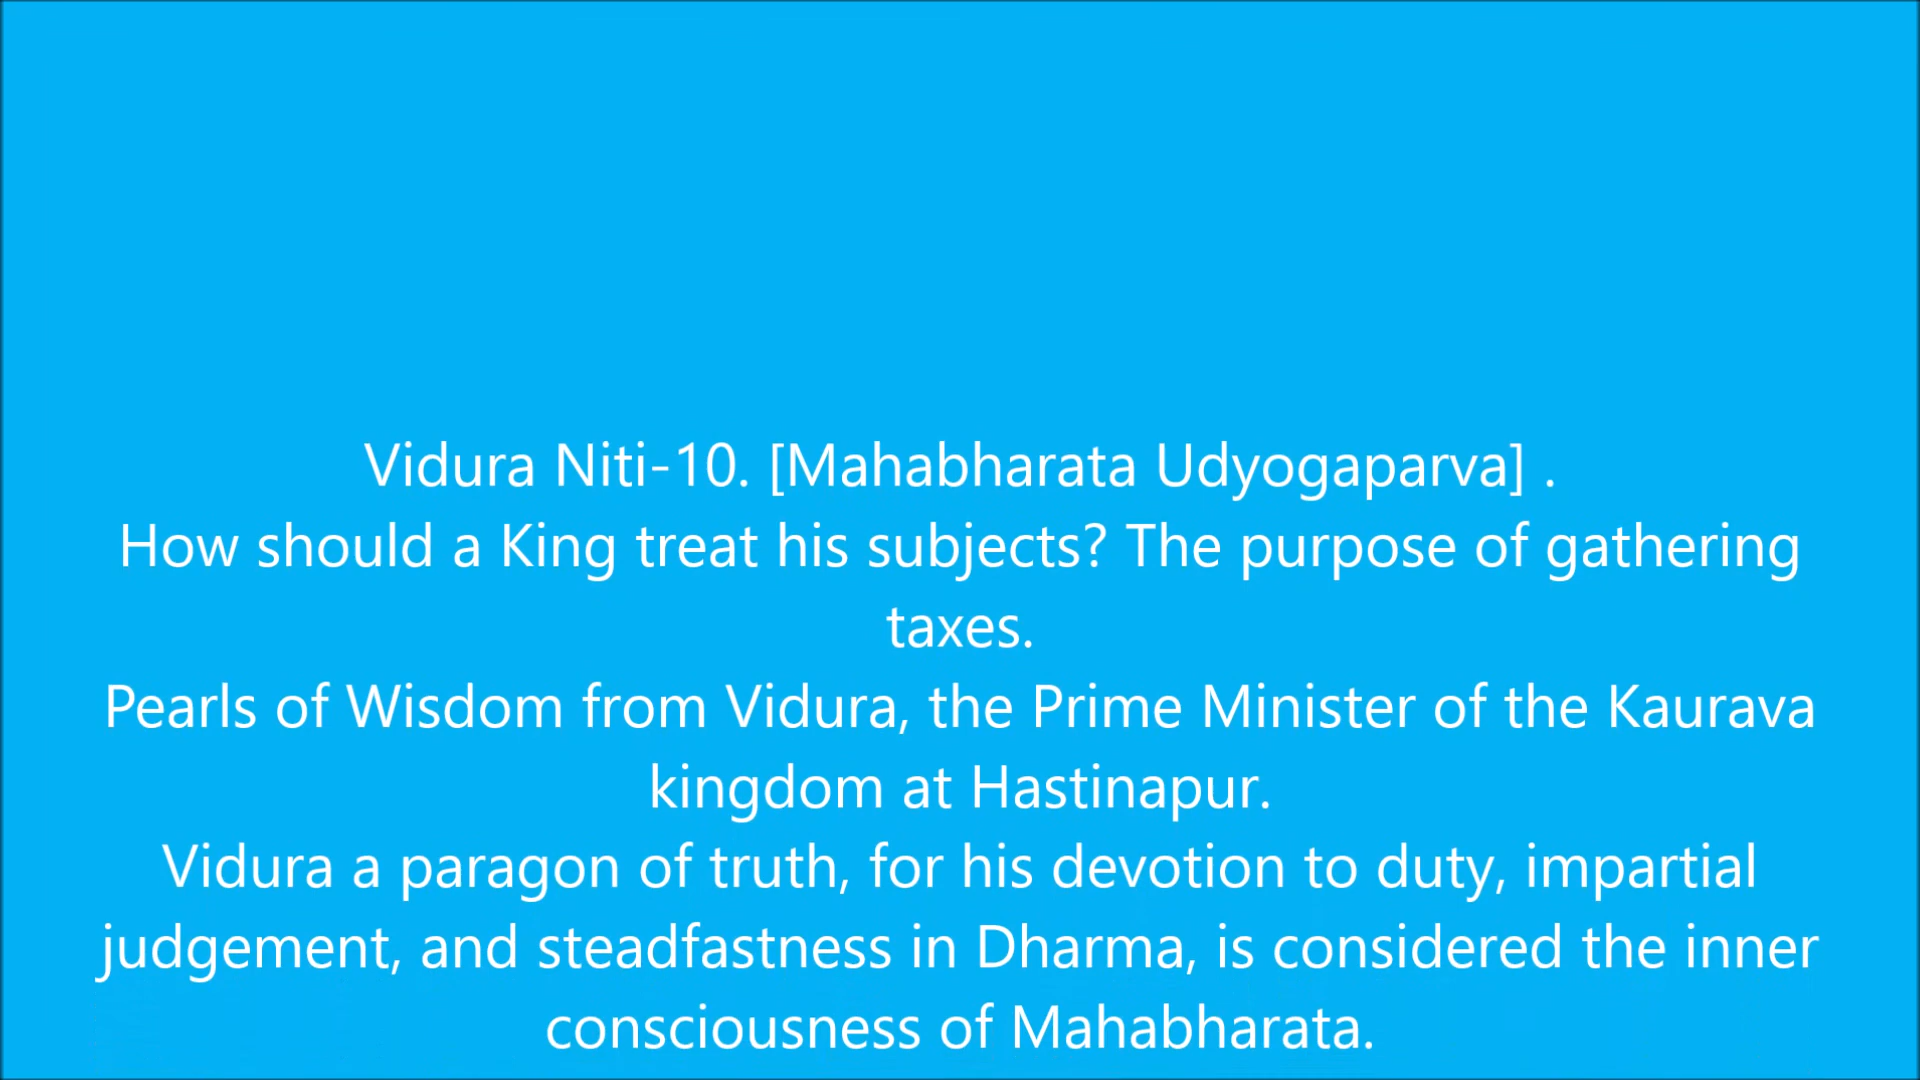 Vidura Niti-10. [Mahabharata Udyogaparva] .
How should a King treat his subjects? The purpose of gathering
taxes.
Pearls of Wisdom from Vidura, the Prime Minister of the Kaurava
kingdom at Hastinapur.
Vidura a paragon of truth, for his devotion to duty, impartial
judgement, and steadfastness in Dharma, is considered the inner
consciousness of Mahabharata.